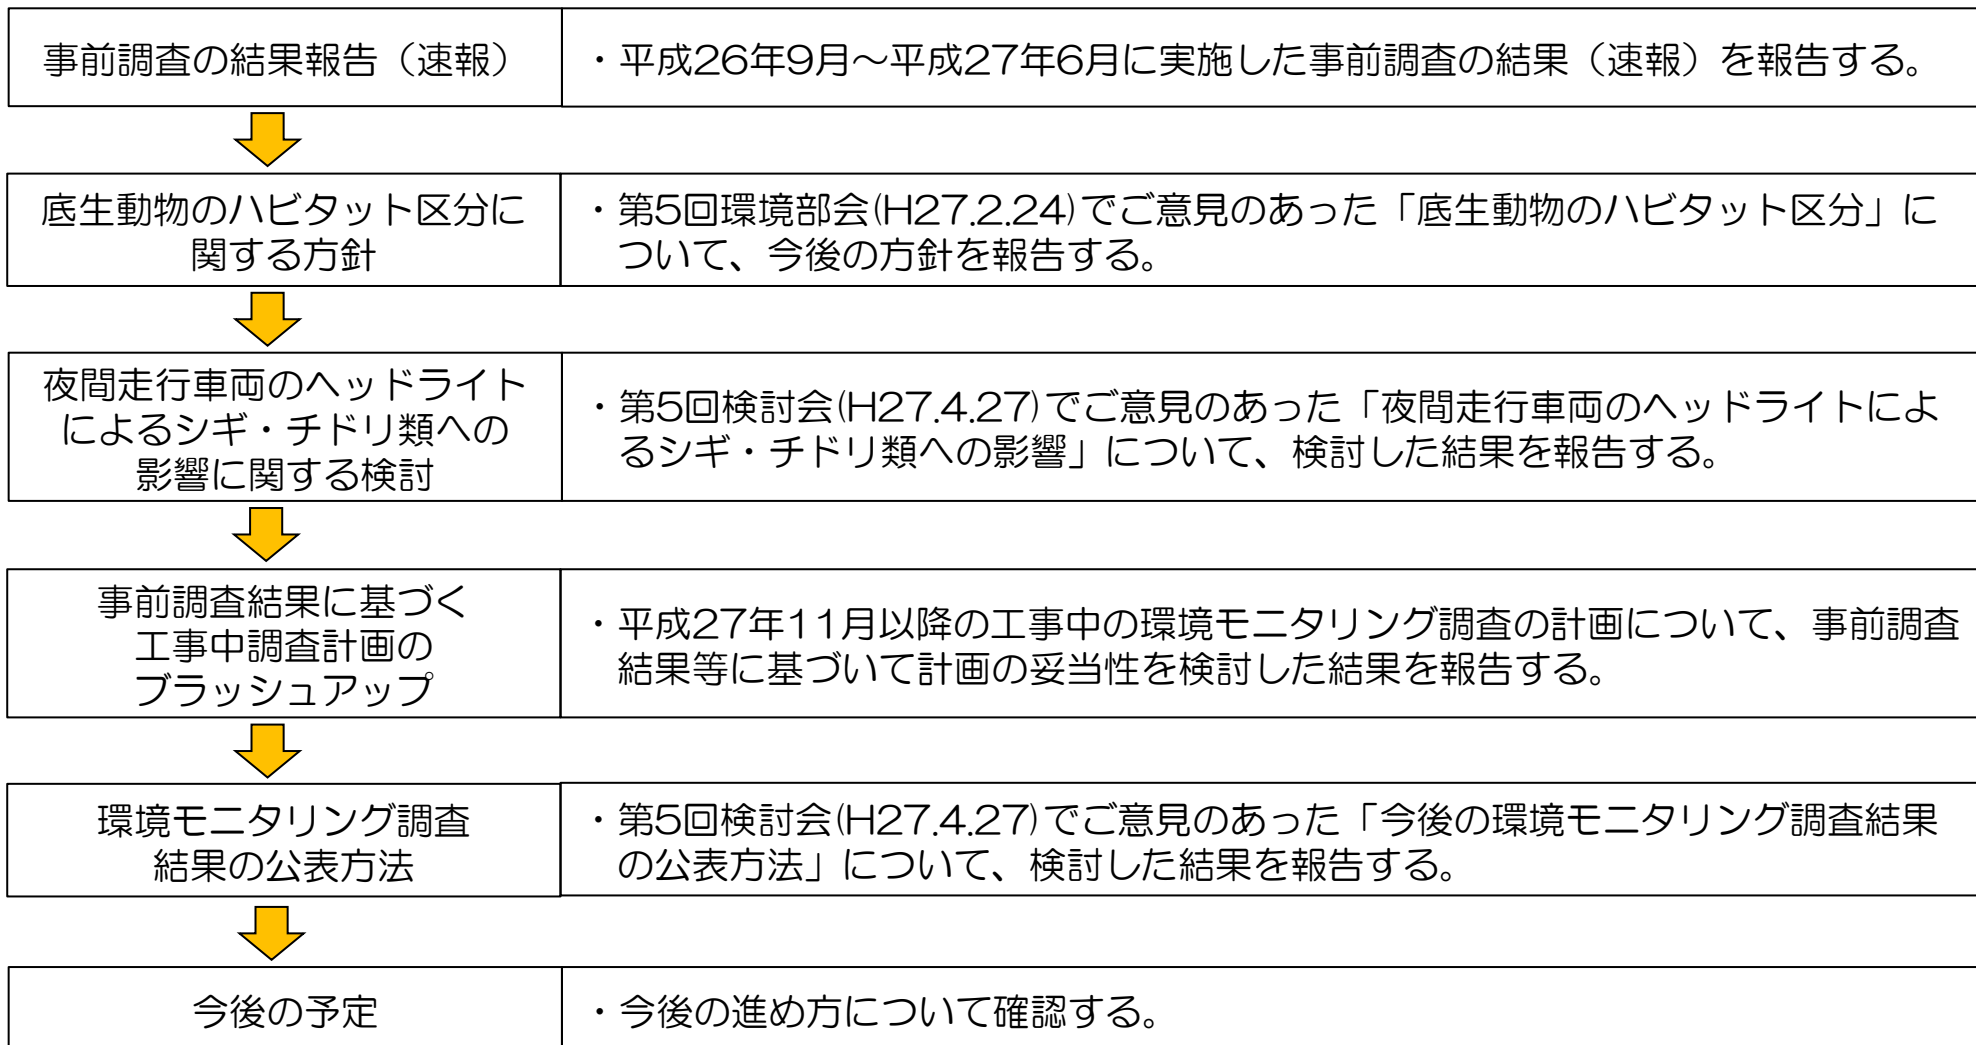 事前調査の結果報告（速報）
・平成26年9月～平成27年6月に実施した事前調査の結果（速報）を報告する。
底生動物のハビタット区分に
関する方針
・第5回環境部会(H27.2.24)でご意見のあった「底生動物のハビタット区分」に
ついて、今後の方針を報告する。
夜間走行車両のヘッドライト
によるシギ・チドリ類への
影響に関する検討
・第5回検討会(H27.4.27)でご意見のあった「夜間走行車両のヘッドライトによ
るシギ・チドリ類への影響」について、検討した結果を報告する。
事前調査結果に基づく
工事中調査計画の
ブラッシュアップ
・平成27年11月以降の工事中の環境モニタリング調査の計画について、事前調査
結果等に基づいて計画の妥当性を検討した結果を報告する。
環境モニタリング調査
結果の公表方法
・第5回検討会(H27.4.27)でご意見のあった「今後の環境モニタリング調査結果
の公表方法」について、検討した結果を報告する。
今後の予定
・今後の進め方について確認する。